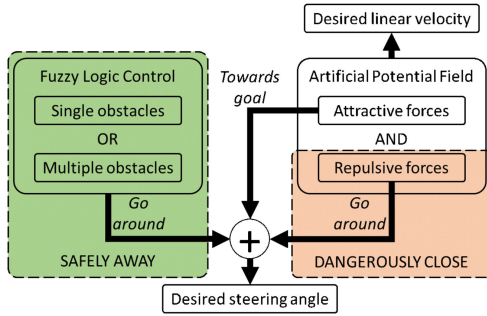 Desired linear velocity
Fuzzy Logic Control
Single obstacles
OR
Multiple obstacles
Go
around
SAFELY AWAY
Towards
goal
Artificial Potential Field
Attractive forces
AND
Repulsive forces
Go
around
DANGEROUSLY CLOSE
+
Desired steering angle